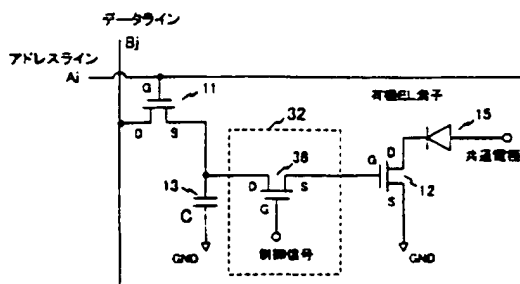 データライン
Bj
アドレスライン
Ai
G
11
D
S
有機EL素子
32
15
38
D
共通電極
13
D
S
G
12
C
G
S
GND
制御信号
GND